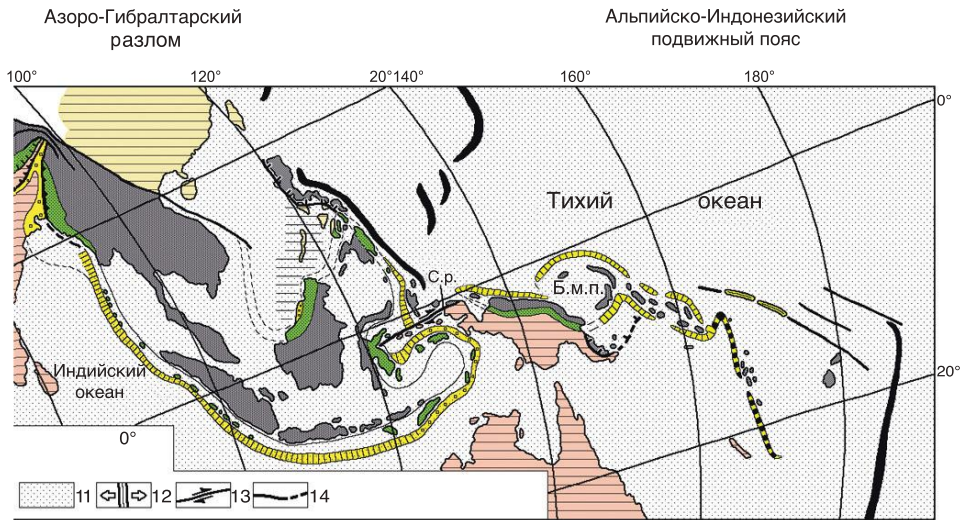 Азоро-Гибралтарский
разлом
Альпийско-Индонезийский
подвижный пояс
100°
120°
20°
140°
160°
180°
0°
Тихий океан
С.р.
Б.м.п.
Индийский
океан
20°
0°
11
12
13
14